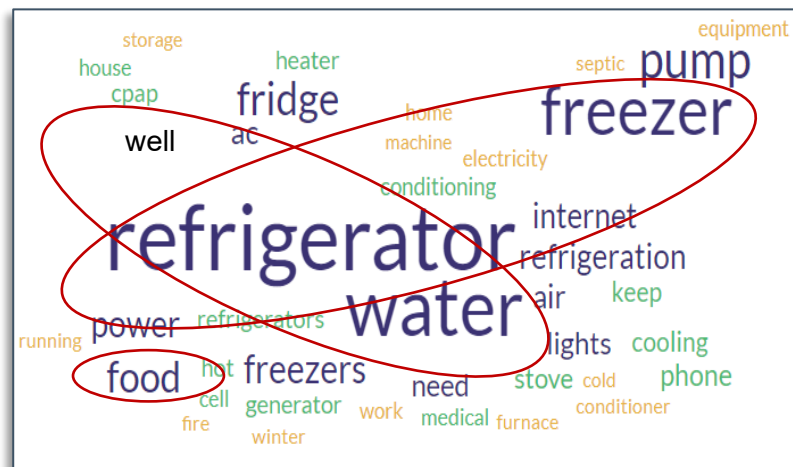 equipment
storage
septic pump
house heater
cpap fridge freezer
home
well ac machine
electricity
conditioning
refrigerator internet
refrigeration
water air keep
power refrigerators
running lights cooling
food hot freezers need stove cold phone
cell generator work medical furnace conditioner
fire winter